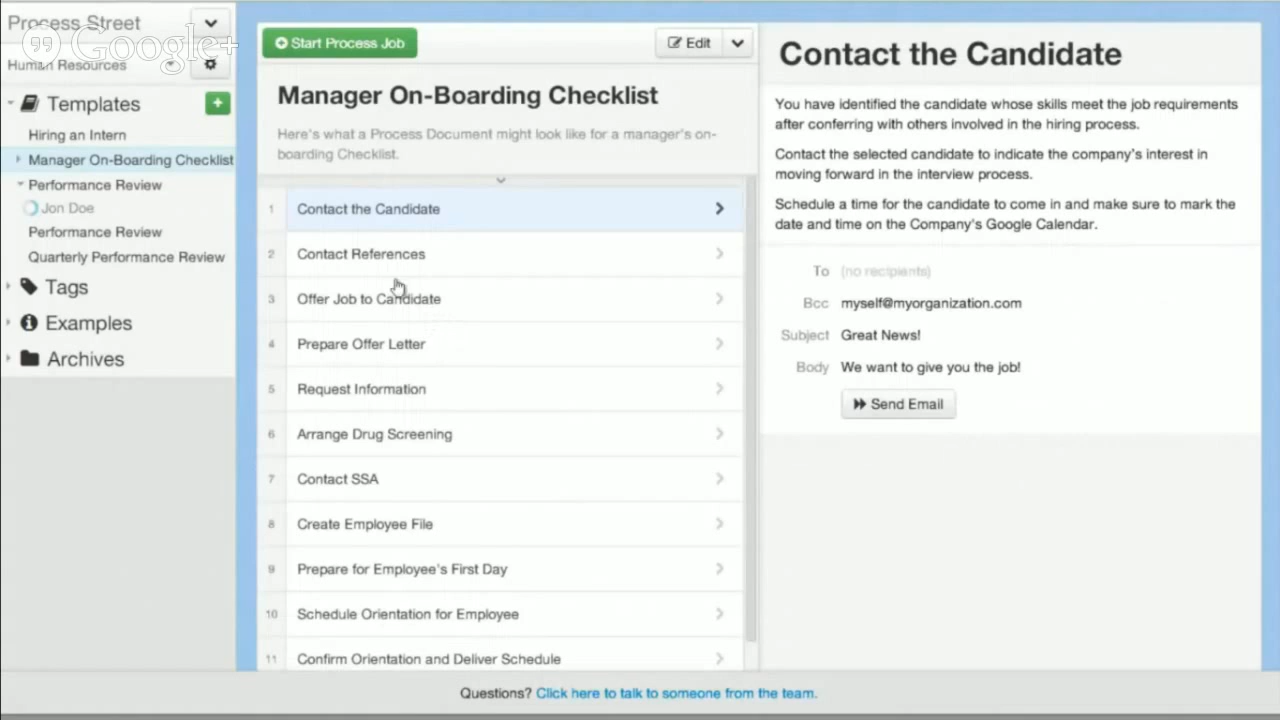 Process Street
Google+
Human Resources
Templates
Hiring an Intern
Manager On-Boarding Checklist
Performance Review
Jon Doe
Performance Review
Quarterly Performance Review
Tags
Examples
Archives
Start Process Job
Edit
Manager On-Boarding Checklist
Here's what a Process Document might look like for a manager's on-
boarding Checklist.
1 Contact the Candidate
2 Contact References
3 Offer Job to Candidate
4 Prepare Offer Letter
5 Request Information
6 Arrange Drug Screening
7 Contact SSA
8 Create Employee File
9 Prepare for Employee's First Day
10 Schedule Orientation for Employee
11 Confirm Orientation and Deliver Schedule
Contact the Candidate
You have identified the candidate whose skills meet the job requirements
after conferring with others involved in the hiring process.
Contact the selected candidate to indicate the company's interest in
moving forward in the interview process.
Schedule a time for the candidate to come in and make sure to mark the
date and time on the Company's Google Calendar.
To (no recipients)
Bcc myself@myorganization.com
Subject Great News!
Body We want to give you the job!
Send Email
Questions? Click here to talk to someone from the team.